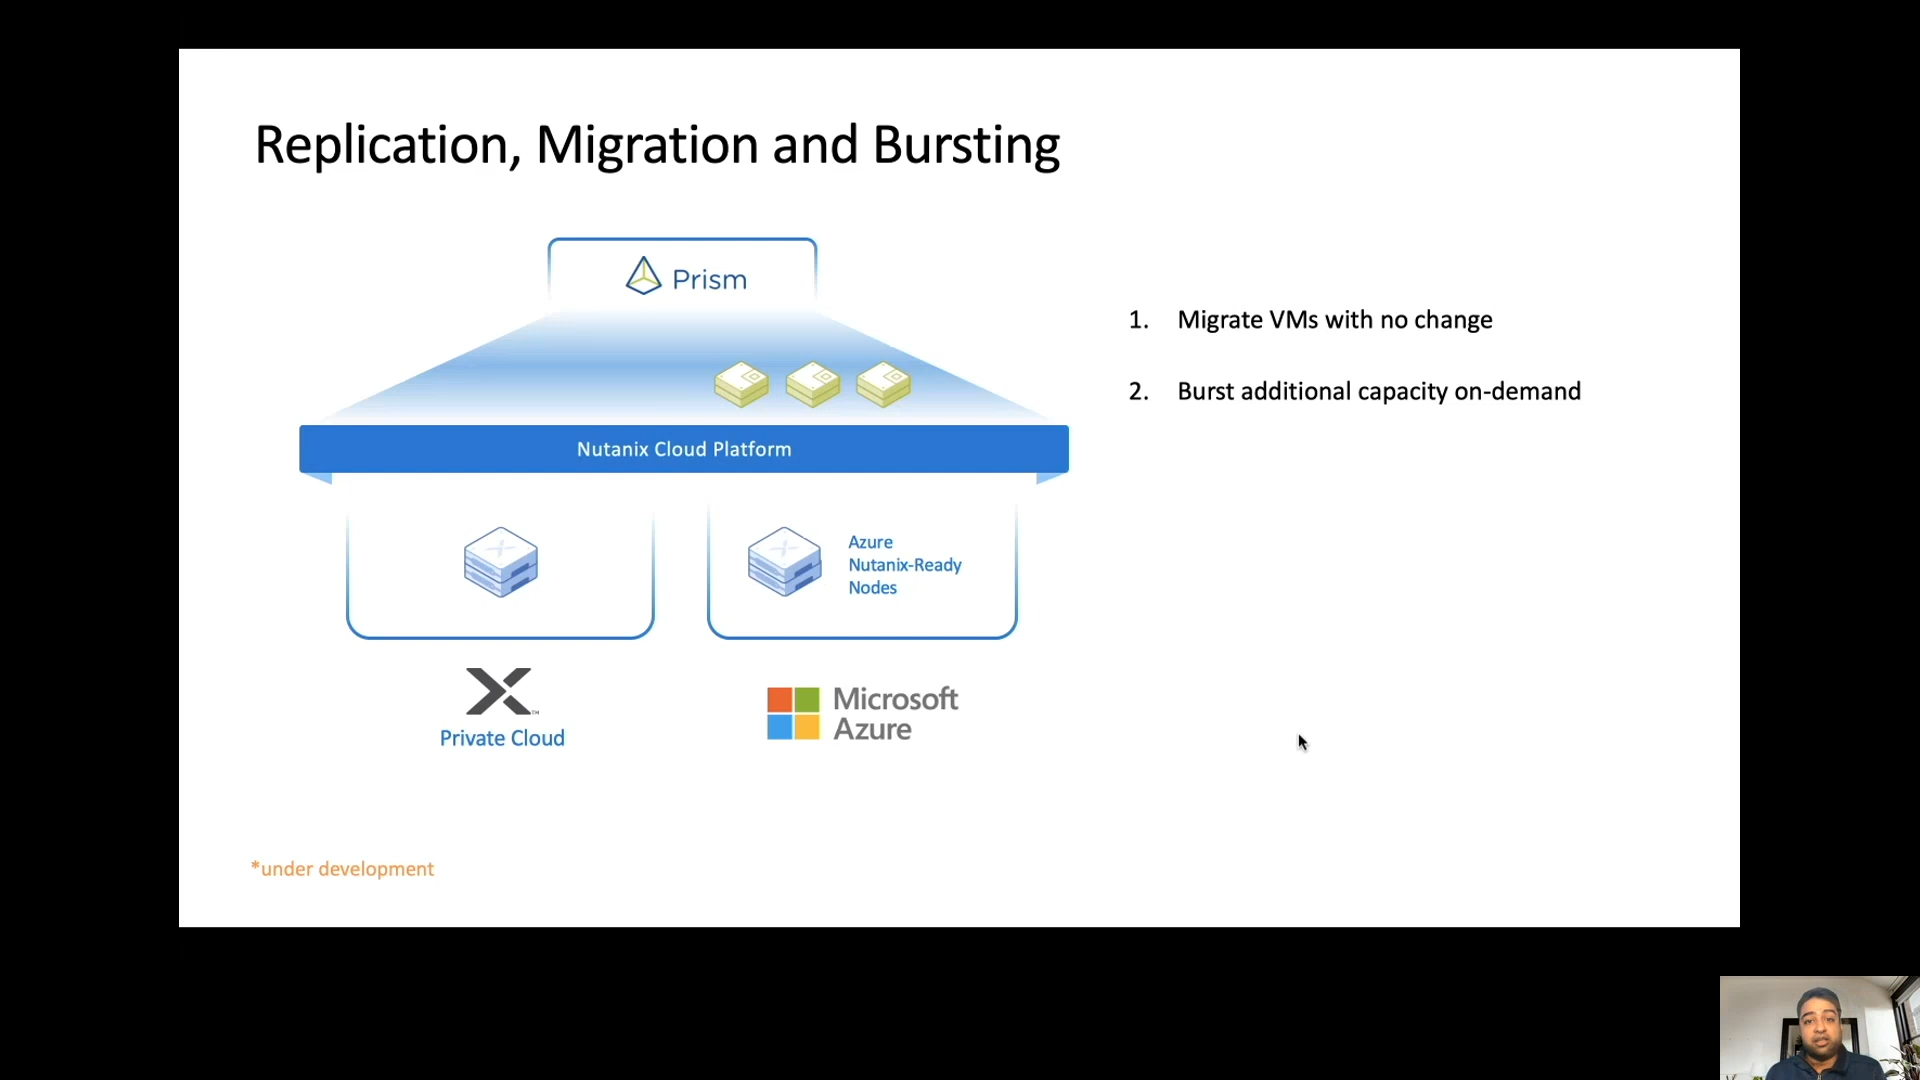 Replication, Migration and Bursting
Prism
1. Migrate VMs with no change
2. Burst additional capacity on-demand
Nutanix Cloud Platform
Azure
Nutanix-Ready
Nodes
™
Private Cloud
Microsoft
Azure
*under development